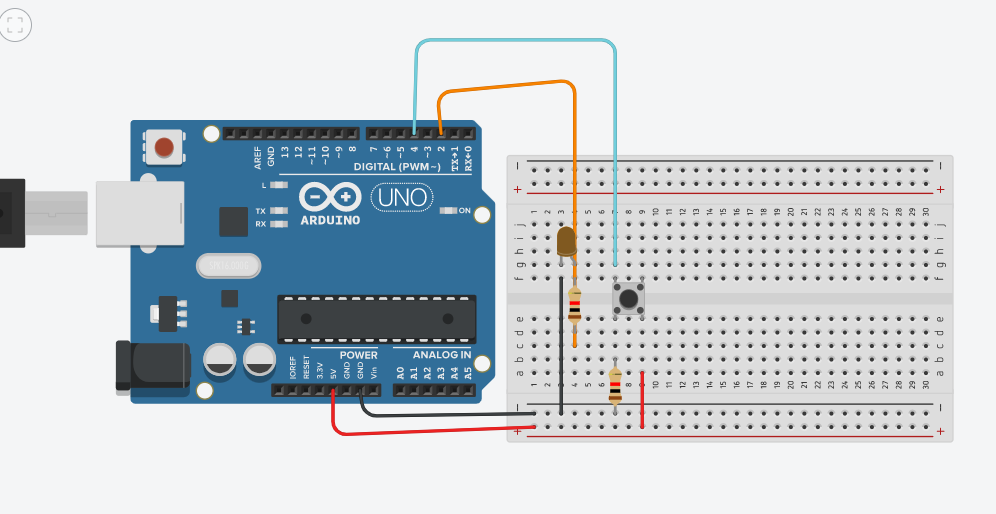 AREF
GND
13
12
~11
~10
~9
8
7
~6
~5
4
~3
2
TX→1
RX←0
DIGITAL (PWM~)
L
TX
RX
ARDUINO
UNO
ON
IOREF
RESET
3.3V
5V
GND
GND
Vin
POWER
ANALOG IN
A0
A1
A2
A3
A4
A5
− −
+ +
1 2 3 4 5 6 7 8 9 10 11 12 13 14 15 16 17 18 19 20 21 22 23 24 25 26 27 28 29 30
j j
i i
h h
g g
f f
e e
d d
c c
b b
a a
1 2 3 4 5 6 7 8 9 10 11 12 13 14 15 16 17 18 19 20 21 22 23 24 25 26 27 28 29 30
− −
+ +